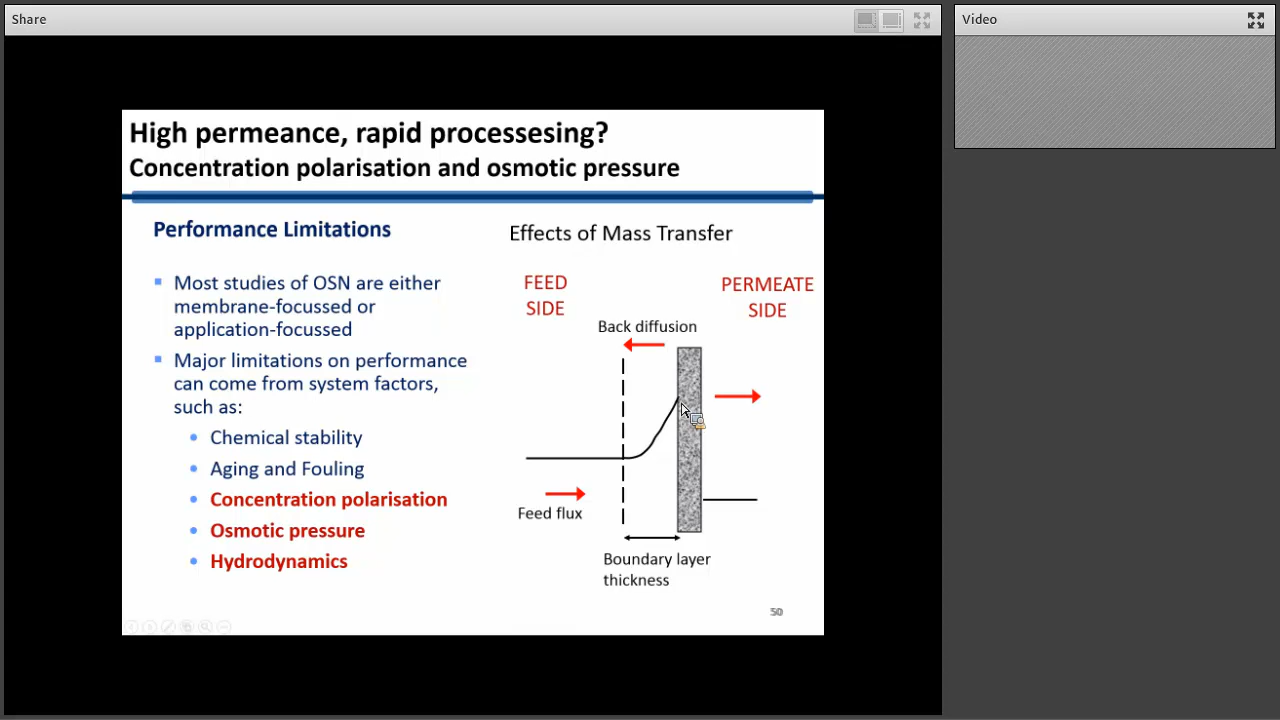 Share
Video
High permeance, rapid processesing?
Concentration polarisation and osmotic pressure
Performance Limitations
Most studies of OSN are either
membrane-focussed or
application-focussed
Major limitations on performance
can come from system factors,
such as:
Chemical stability
Aging and Fouling
Concentration polarisation
Osmotic pressure
Hydrodynamics
Effects of Mass Transfer
FEED
SIDE
PERMEATE
SIDE
Back diffusion
Feed flux
Boundary layer
thickness
50